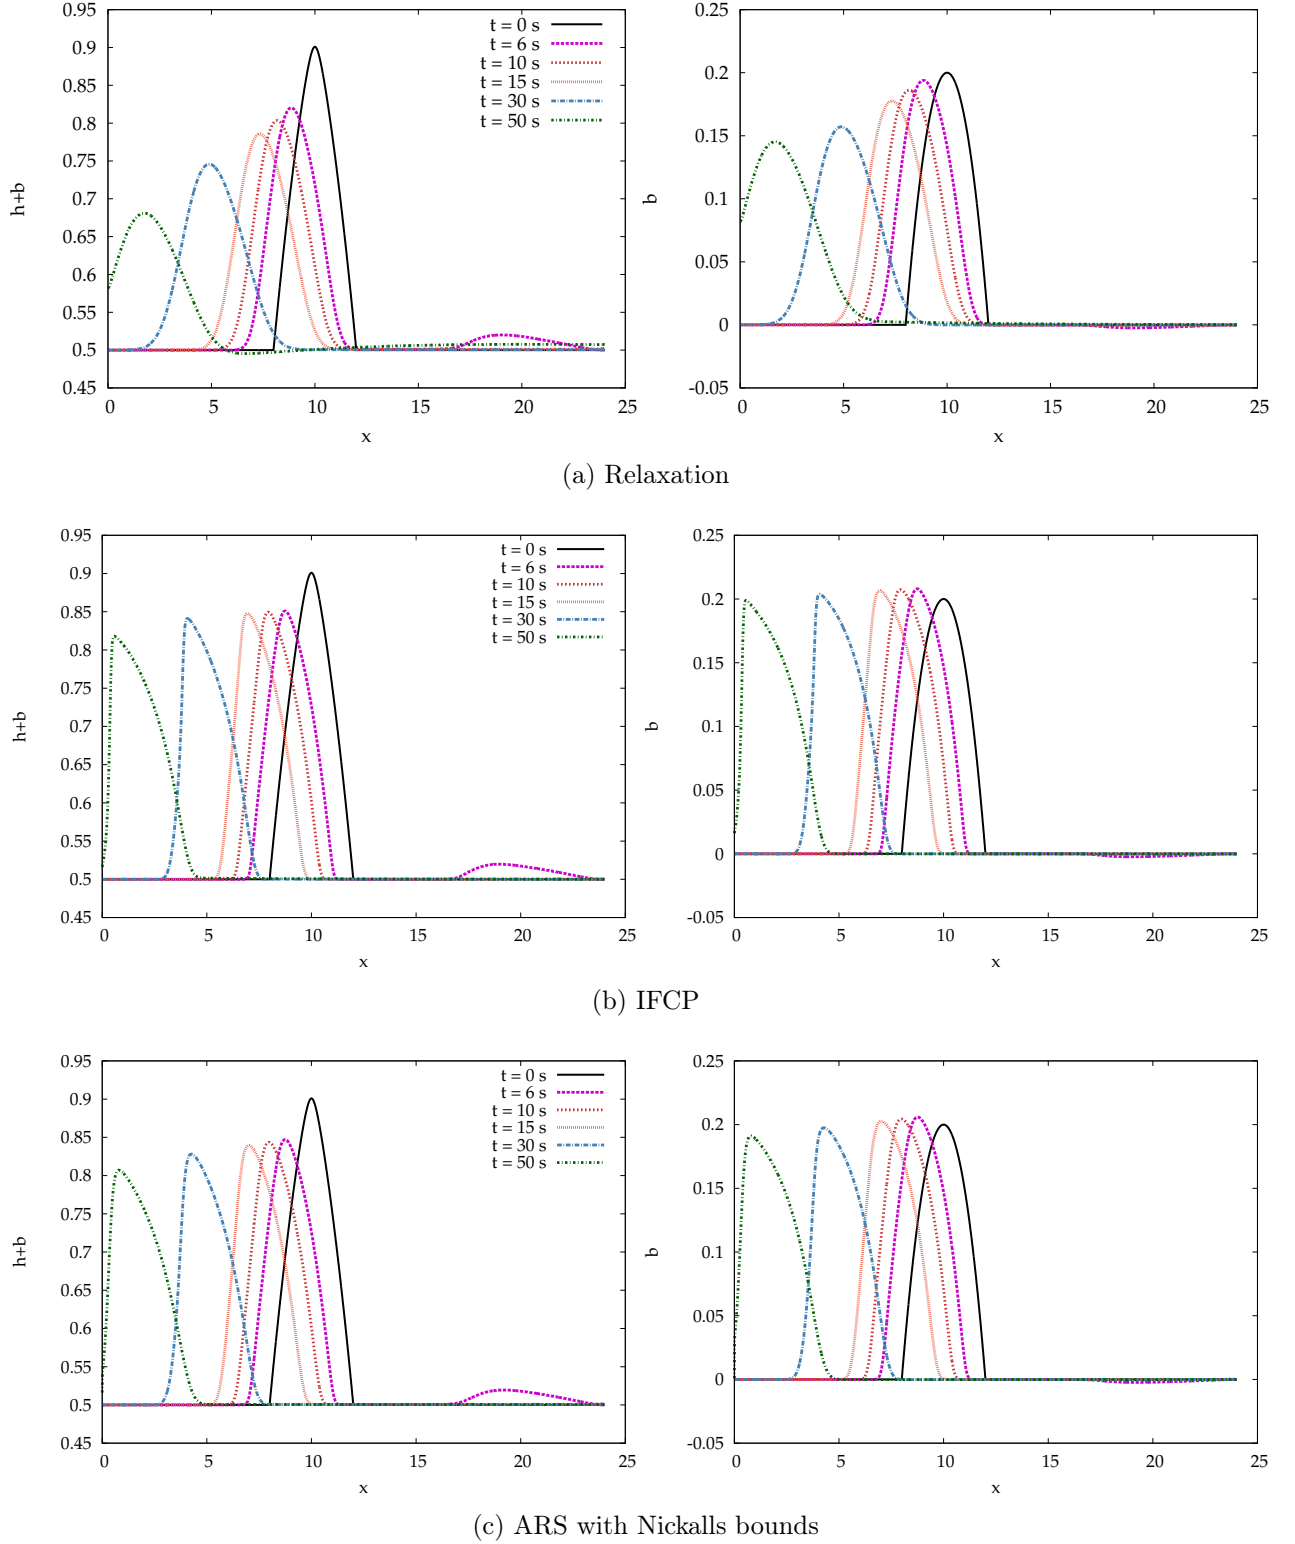 0.95
0.9
0.85
0.8
0.75
0.7
0.65
0.6
0.55
0.5
0.45
h+b
0 5 10 15 20 25
x
t = 0 s
t = 6 s
t = 10 s
t = 15 s
t = 30 s
t = 50 s
0.25
0.2
0.15
0.1
0.05
0
-0.05
b
0 5 10 15 20 25
x
(a) Relaxation
0.95
0.9
0.85
0.8
0.75
0.7
0.65
0.6
0.55
0.5
0.45
h+b
0 5 10 15 20 25
x
t = 0 s
t = 6 s
t = 10 s
t = 15 s
t = 30 s
t = 50 s
0.25
0.2
0.15
0.1
0.05
0
-0.05
b
0 5 10 15 20 25
x
(b) IFCP
0.95
0.9
0.85
0.8
0.75
0.7
0.65
0.6
0.55
0.5
0.45
h+b
0 5 10 15 20 25
x
t = 0 s
t = 6 s
t = 10 s
t = 15 s
t = 30 s
t = 50 s
0.25
0.2
0.15
0.1
0.05
0
-0.05
b
0 5 10 15 20 25
x
(c) ARS with Nickalls bounds